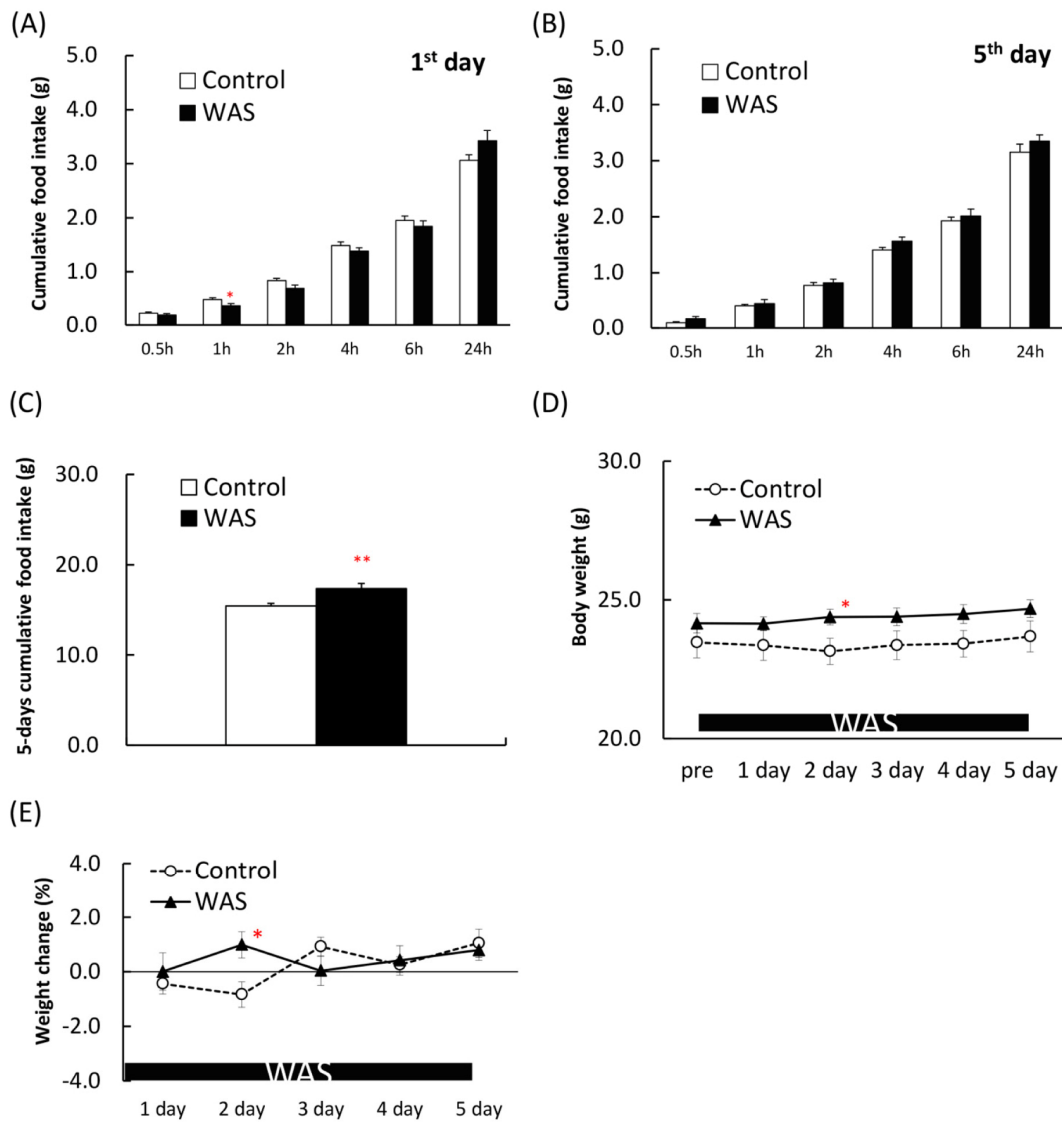 (A)
1st day
Control
WAS
Cumulative food intake (g)
5.0
4.0
3.0
2.0
1.0
0.0
*
0.5h 1h 2h 4h 6h 24h
(B)
5th day
Control
WAS
Cumulative food intake (g)
5.0
4.0
3.0
2.0
1.0
0.0
0.5h 1h 2h 4h 6h 24h
(C)
Control
WAS
5-days cumulative food intake (g)
30.0
20.0
10.0
0.0
**
(D)
Control
WAS
Body weight (g)
30.0
25.0
20.0
*
WAS
pre 1 day 2 day 3 day 4 day 5 day
(E)
Control
WAS
Weight change (%)
4.0
2.0
0.0
-2.0
-4.0
*
WAS
1 day 2 day 3 day 4 day 5 day